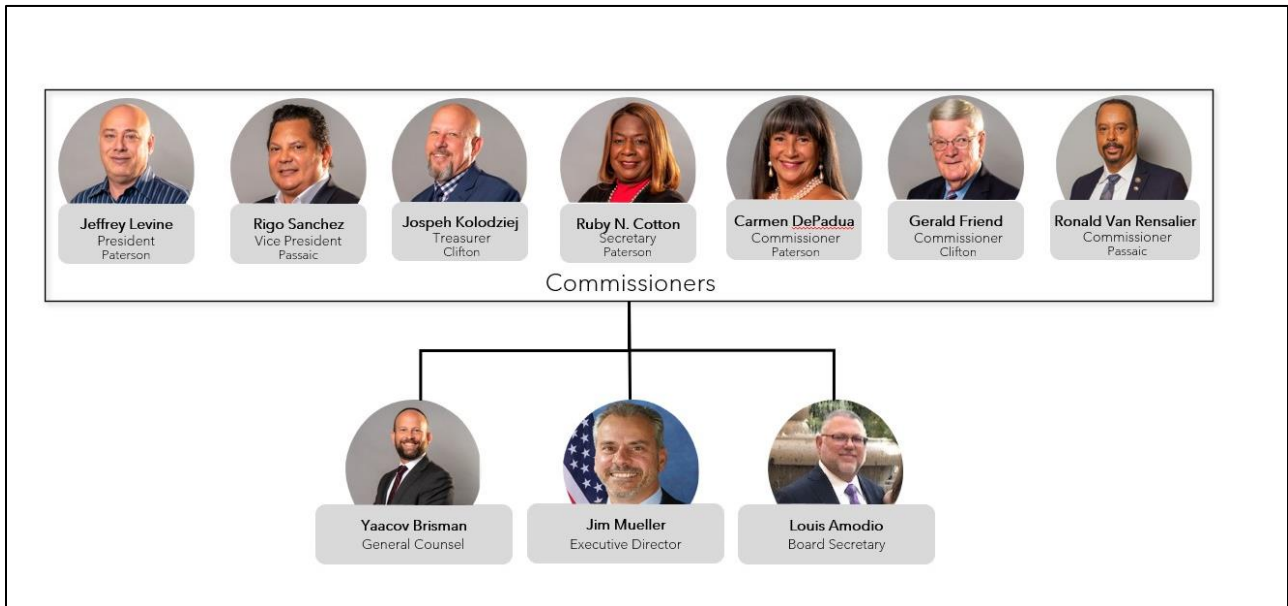 Jeffrey Levine
President
Paterson
Rigo Sanchez
Vice President
Passaic
Jospeh Kolodziej
Treasurer
Clifton
Ruby N. Cotton
Secretary
Paterson
Carmen DePadua
Commissioner
Paterson
Gerald Friend
Commissioner
Clifton
Ronald Van Rensalier
Commissioner
Passaic
Commissioners
Yaacov Brisman
General Counsel
Jim Mueller
Executive Director
Louis Amodio
Board Secretary